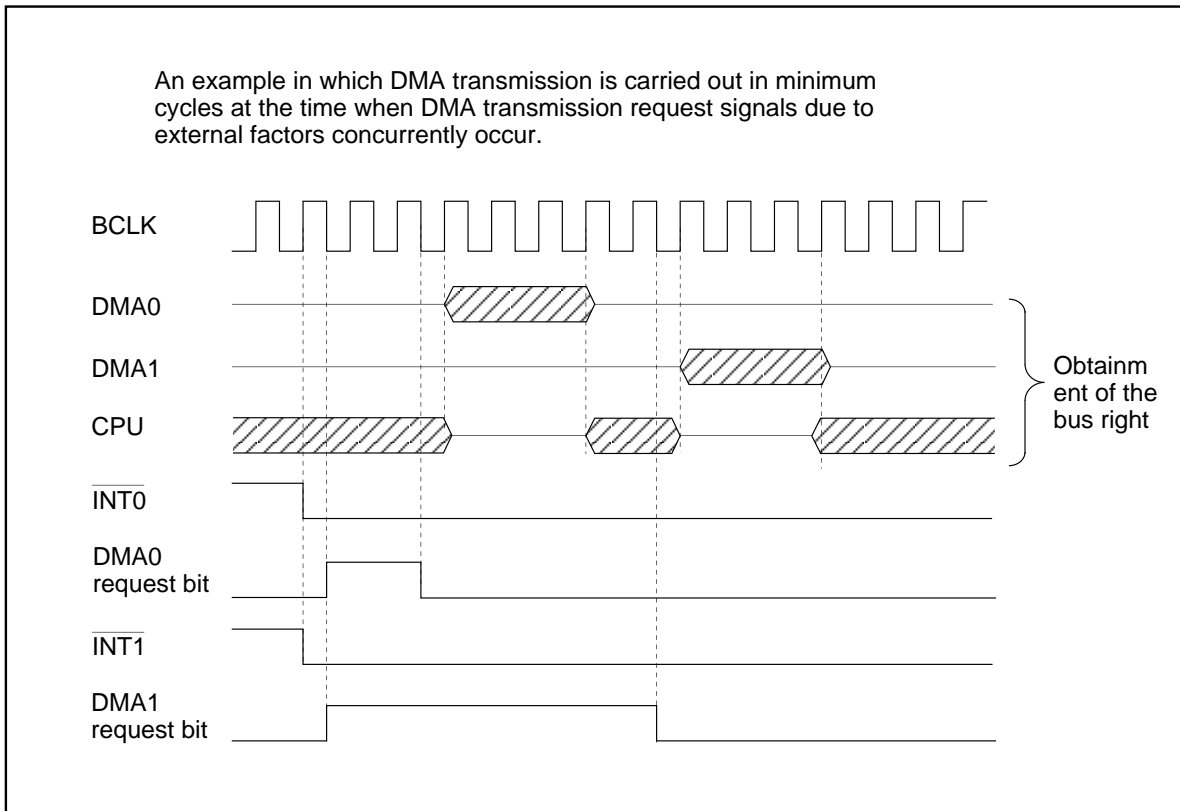 An example in which DMA transmission is carried out in minimum
cycles at the time when DMA transmission request signals due to
external factors concurrently occur.
BCLK
DMA0
DMA1
CPU
Obtainm
ent of the
bus right
INT0
DMA0
request bit
INT1
DMA1
request bit